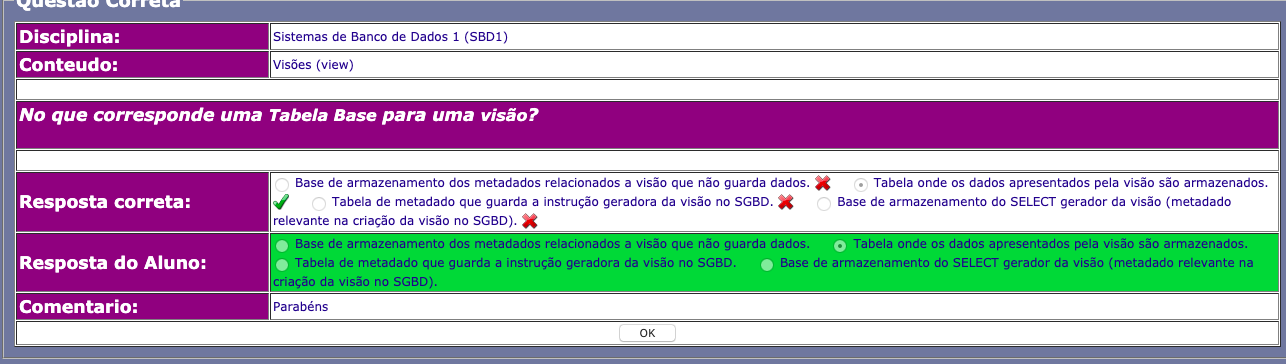 Questão Correta
Disciplina: Sistemas de Banco de Dados 1 (SBD1)
Conteudo: Visões (view)
No que corresponde uma Tabela Base para uma visão?
Resposta correta:
Base de armazenamento dos metadados relacionados a visão que não guarda dados. Tabela onde os dados apresentados pela visão são armazenados.
Tabela de metadado que guarda a instrução geradora da visão no SGBD. Base de armazenamento do SELECT gerador da visão (metadado
relevante na criação da visão no SGBD).
Resposta do Aluno:
Base de armazenamento dos metadados relacionados a visão que não guarda dados. Tabela onde os dados apresentados pela visão são armazenados.
Tabela de metadado que guarda a instrução geradora da visão no SGBD. Base de armazenamento do SELECT gerador da visão (metadado relevante na
criação da visão no SGBD).
Comentario: Parabéns
OK